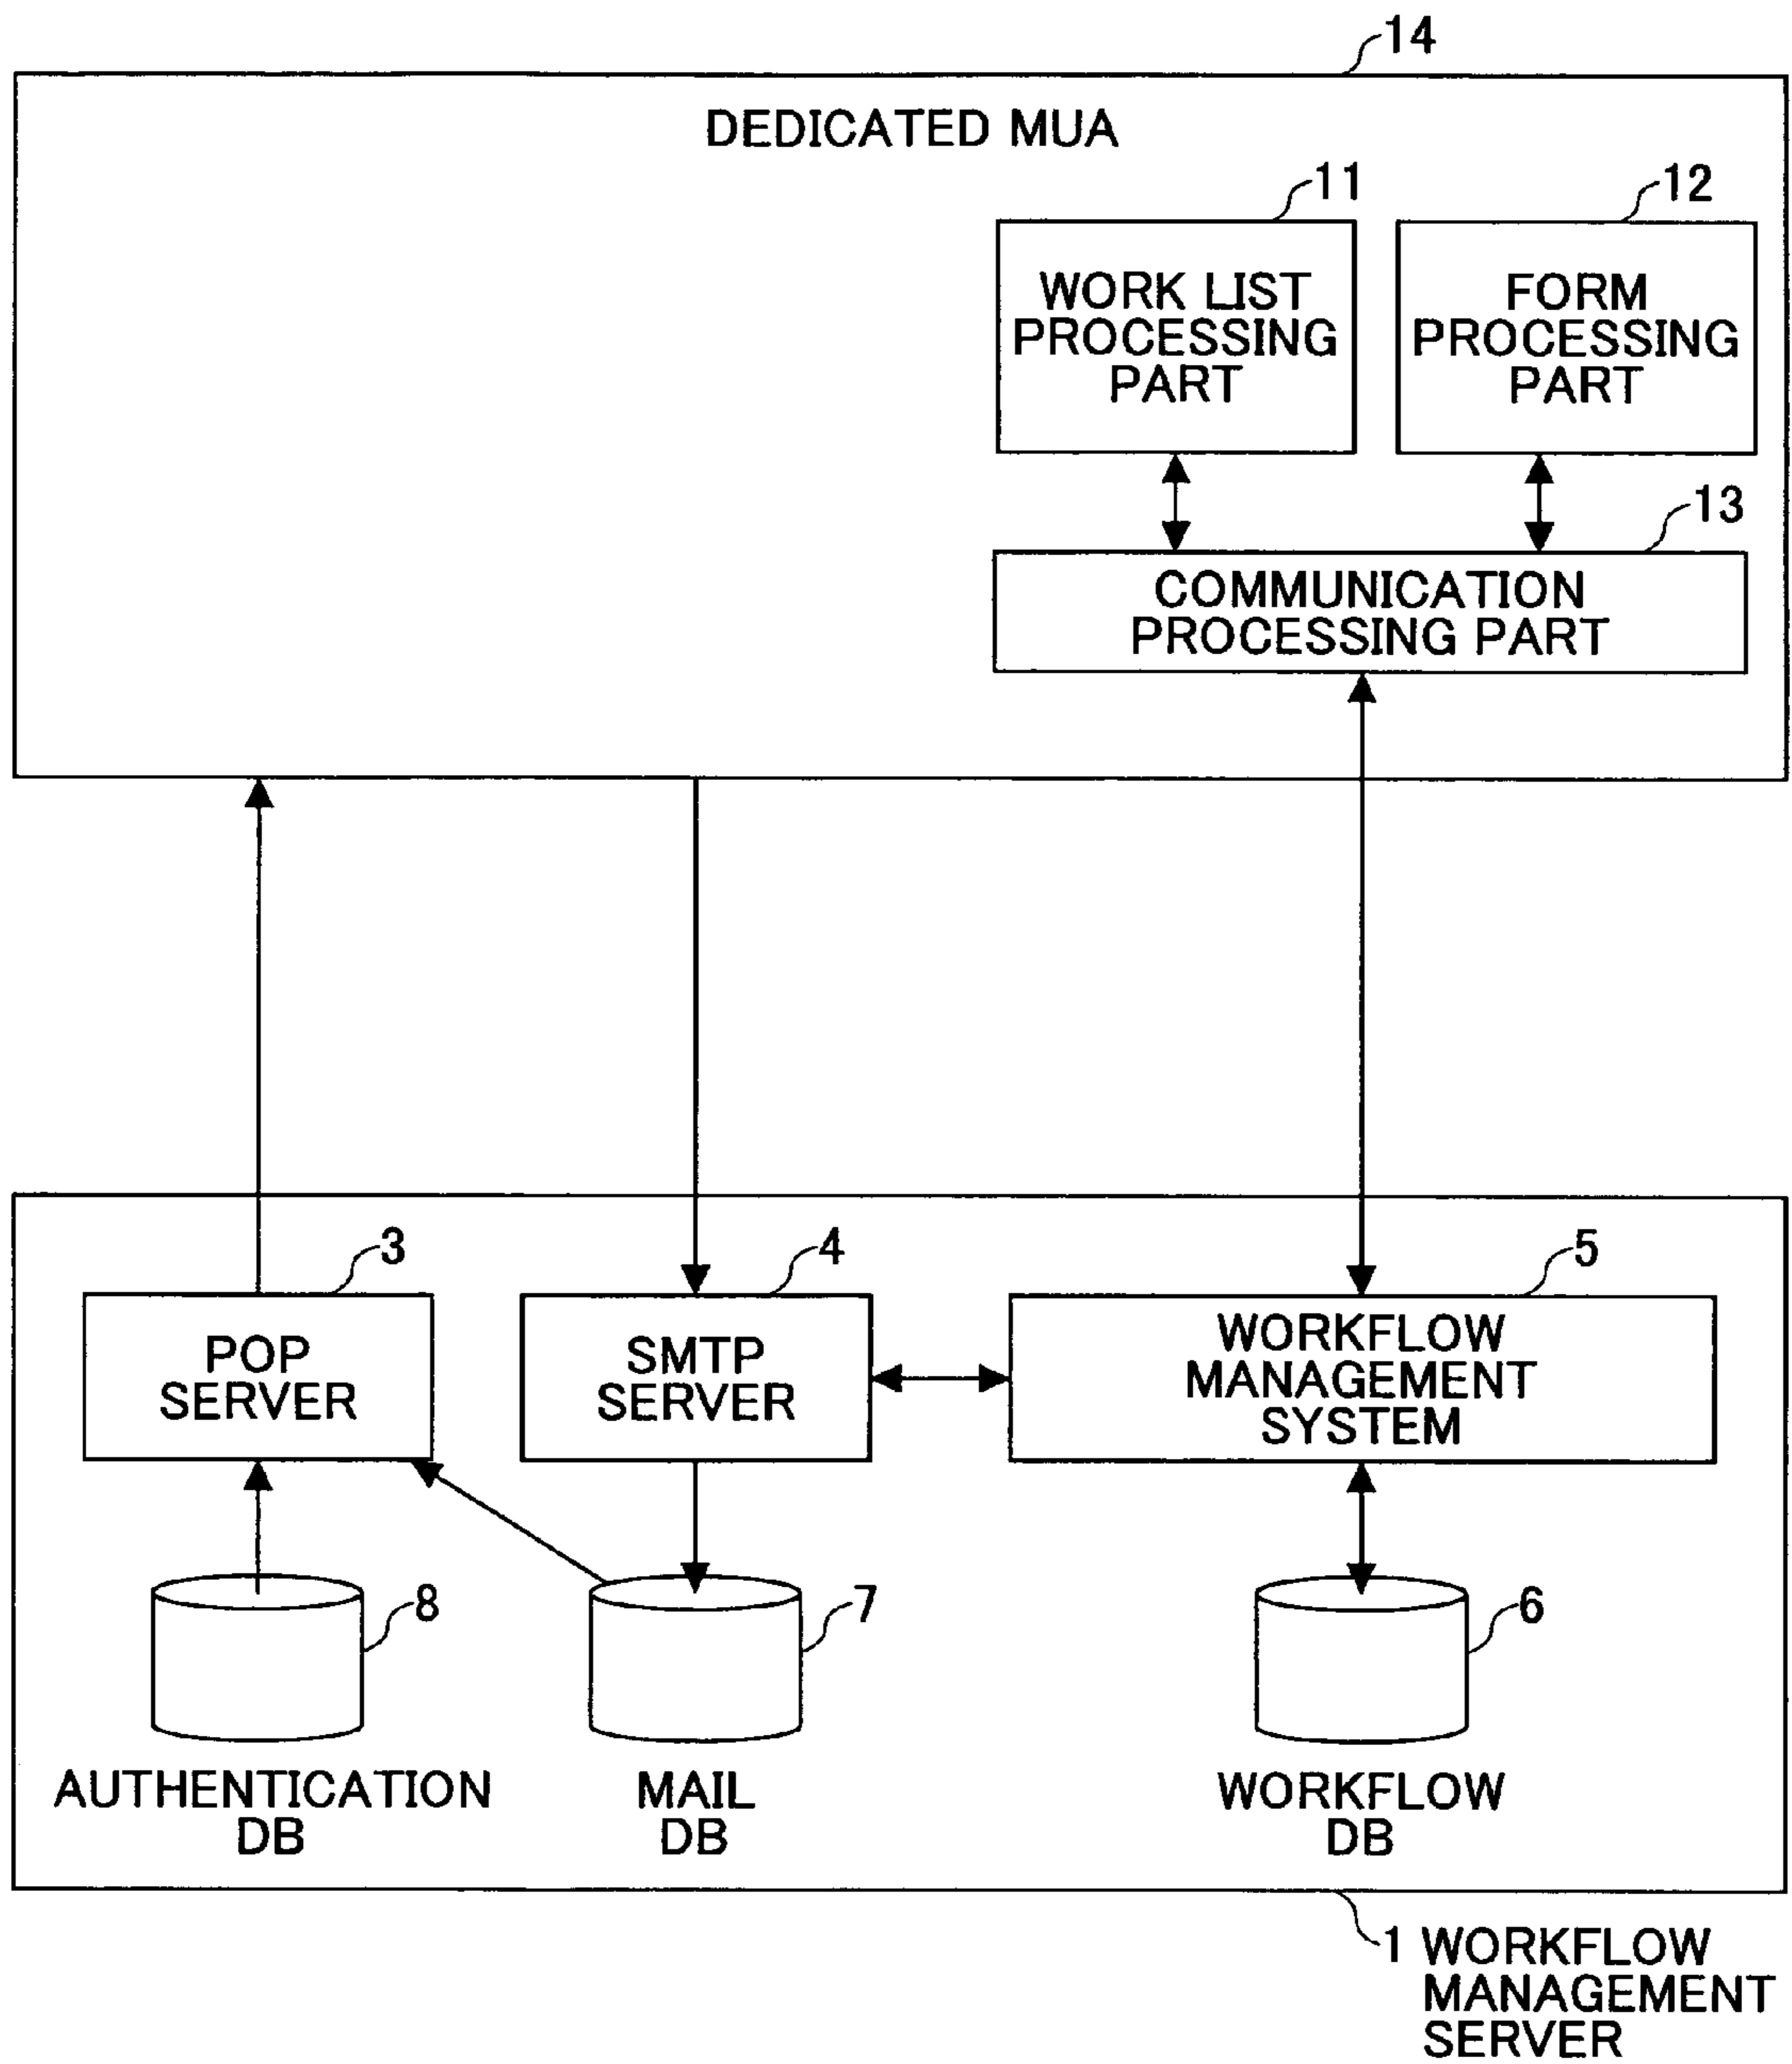 14
DEDICATED MUA
11
12
WORK LIST
PROCESSING
PART
FORM
PROCESSING
PART
13
COMMUNICATION
PROCESSING PART
3
4
5
POP
SERVER
SMTP
SERVER
WORKFLOW
MANAGEMENT
SYSTEM
8
7
6
AUTHENTICATION
DB
MAIL
DB
WORKFLOW
DB
1 WORKFLOW
MANAGEMENT
SERVER